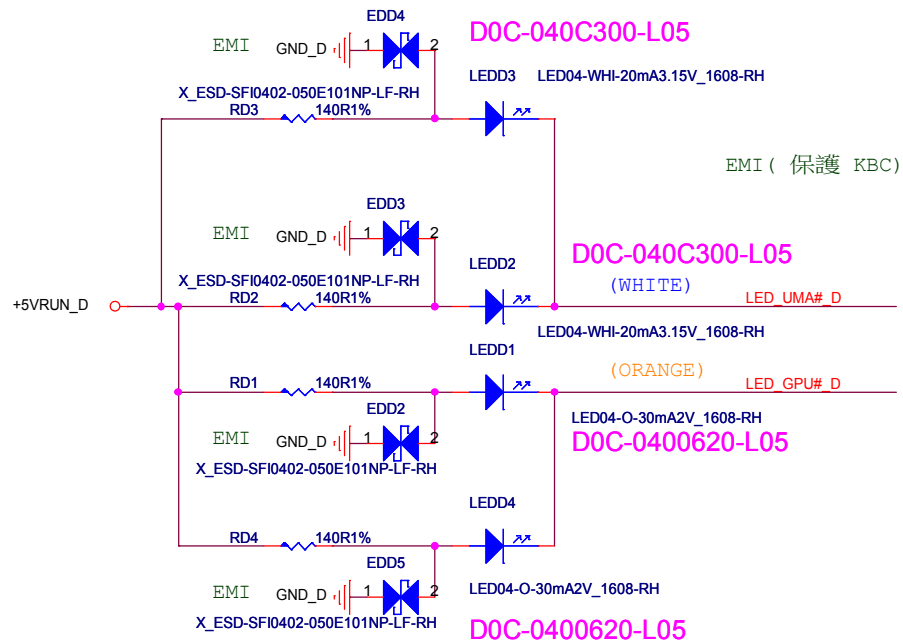 EDD4
D0C-040C300-L05
EMI
GND_D
1
2
LEDD3
LED04-WHI-20mA3.15V_1608-RH
X_ESD-SFI0402-050E101NP-LF-RH
RD3
140R1%
EMI( 保護 KBC)
EDD3
EMI
GND_D
1
2
D0C-040C300-L05
LEDD2
X_ESD-SFI0402-050E101NP-LF-RH
(WHITE)
RD2
140R1%
+5VRUN_D
LED_UMA#_D
LED04-WHI-20mA3.15V_1608-RH
LEDD1
(ORANGE)
RD1
140R1%
LED_GPU#_D
EDD2
LED04-O-30mA2V_1608-RH
EMI
GND_D
1
2
D0C-0400620-L05
X_ESD-SFI0402-050E101NP-LF-RH
LEDD4
RD4
140R1%
EDD5
EMI
GND_D
1
2
LED04-O-30mA2V_1608-RH
X_ESD-SFI0402-050E101NP-LF-RH
D0C-0400620-L05